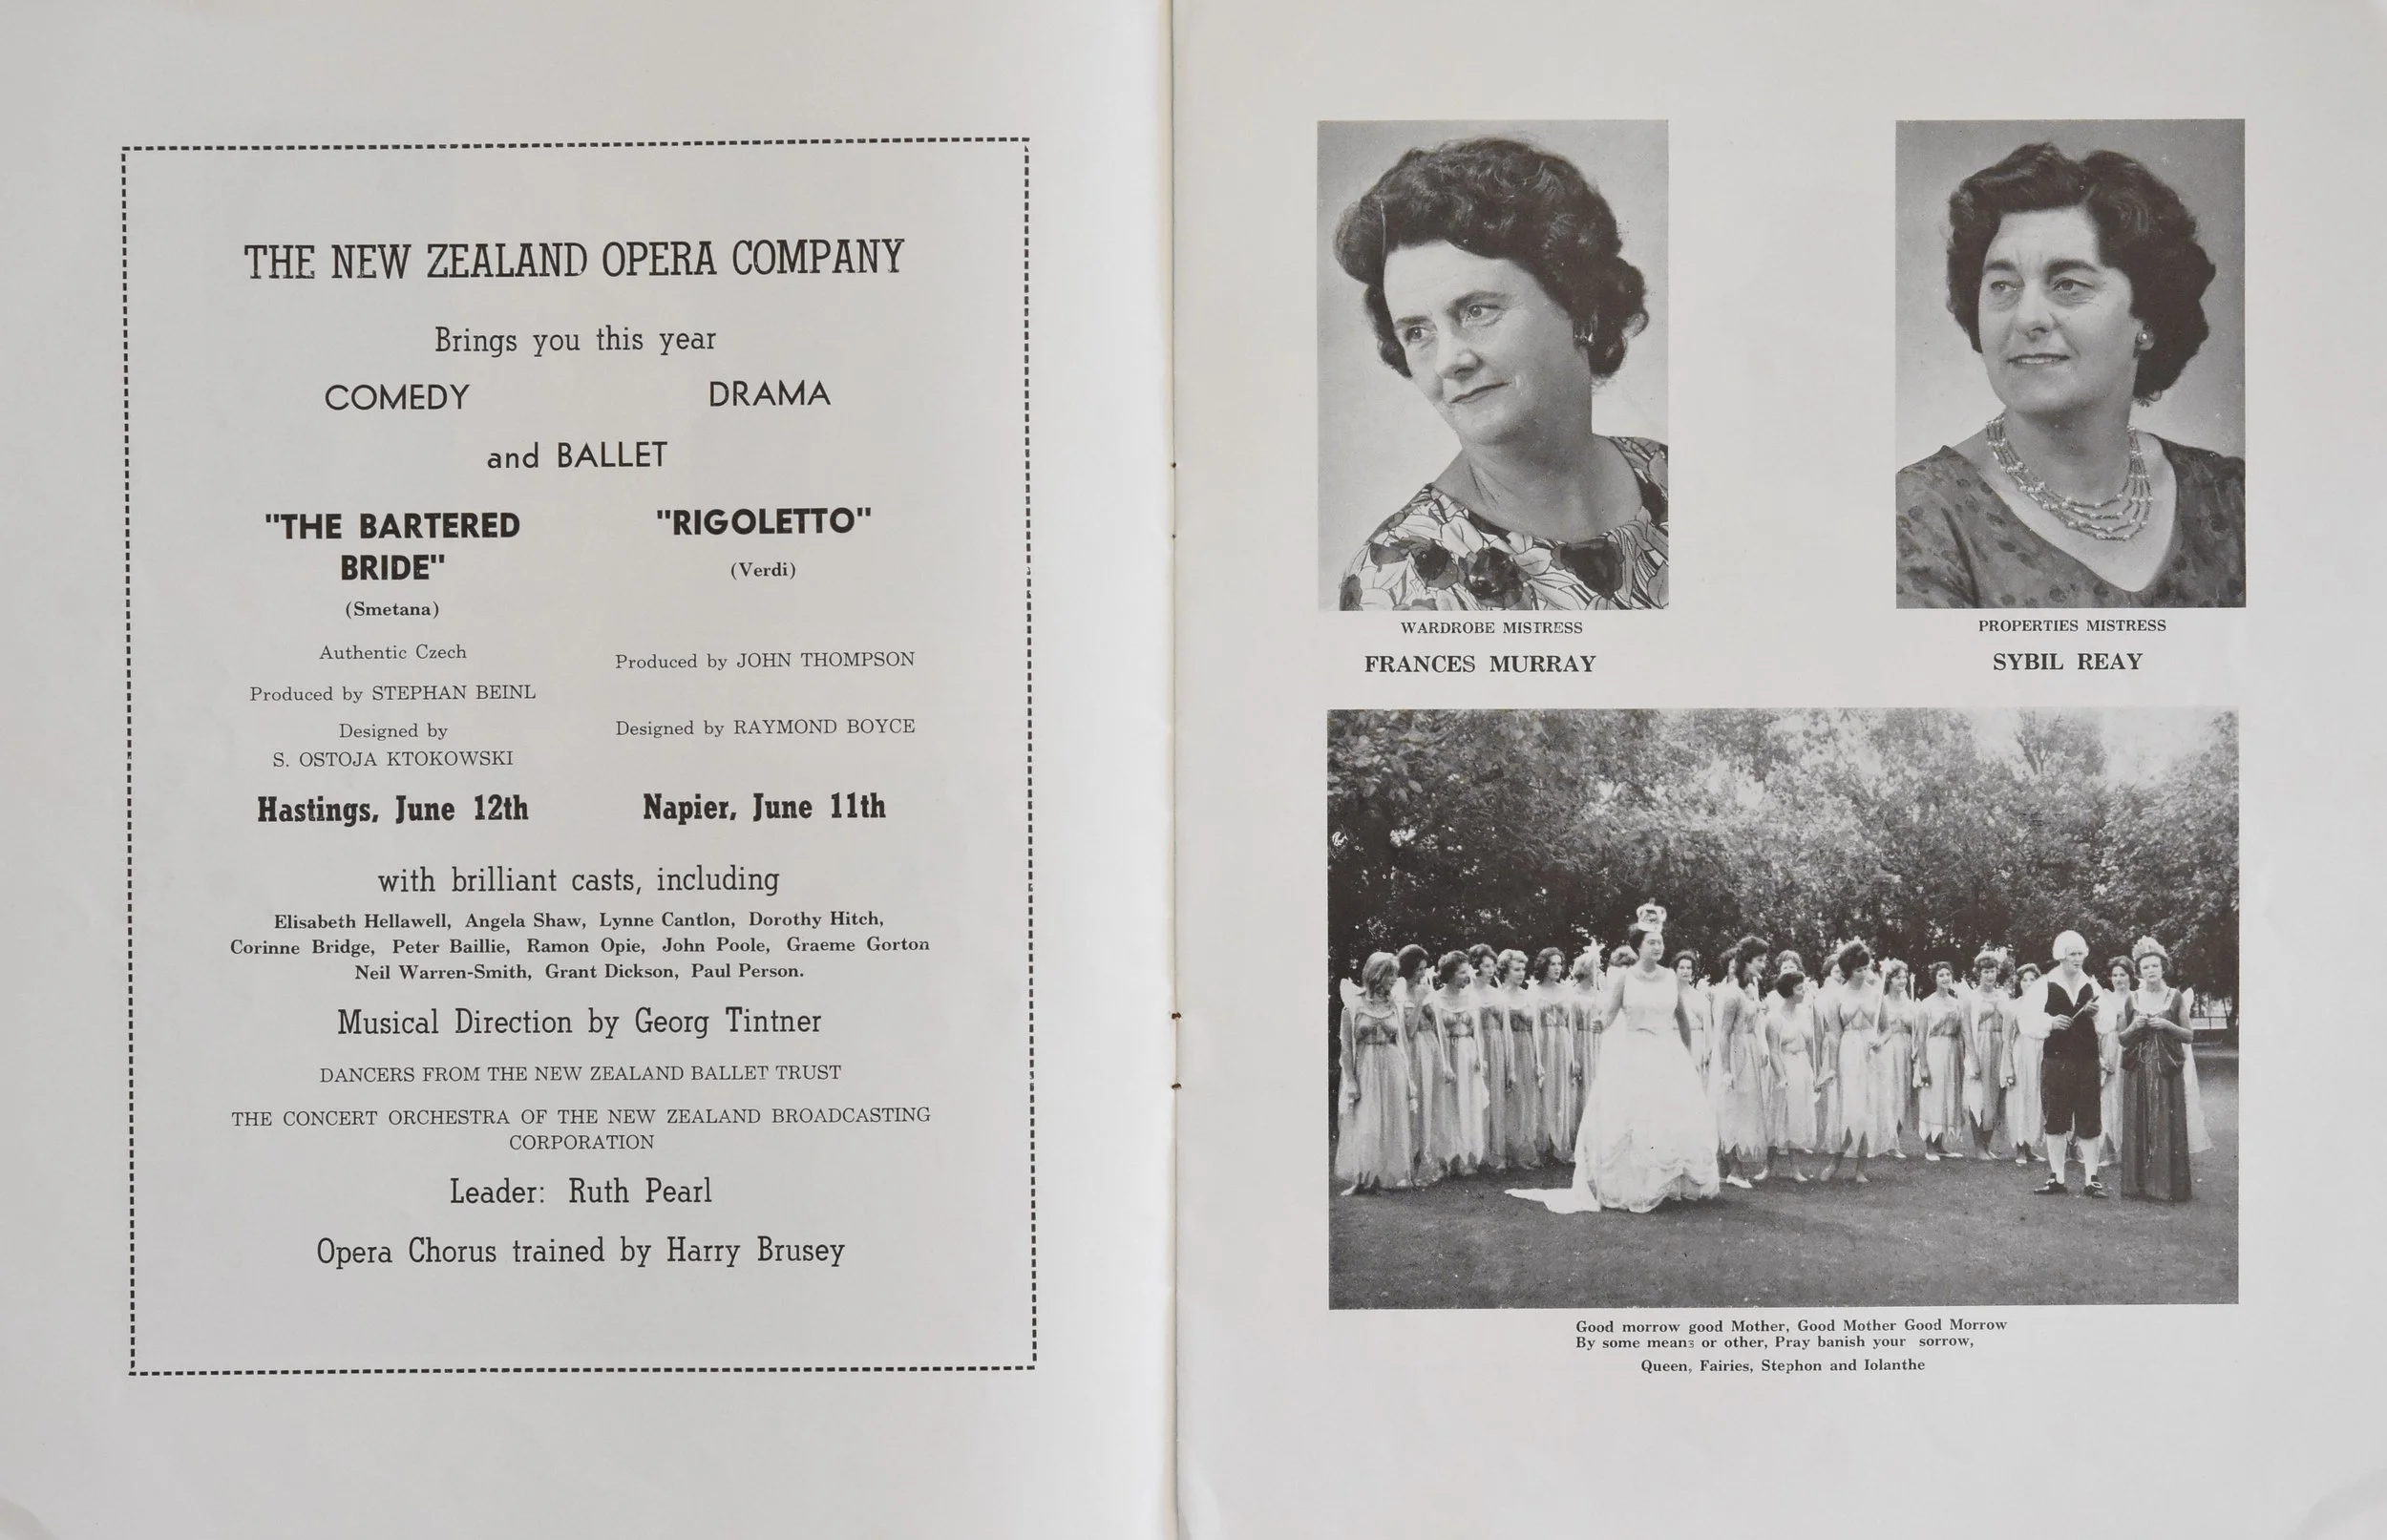 THE NEW ZEALAND OPERA COMPANY
Brings you this year
COMEDY DRAMA
and BALLET
"THE BARTERED
BRIDE"
(Smetana)
Authentic Czech
Produced by STEPHAN BEINL
Designed by
S. OSTOJA KTOKOWSKI
Hastings, June 12th
"RIGOLETTO"
(Verdi)
Produced by JOHN THOMPSON
Designed by RAYMOND BOYCE
Napier, June 11th
with brilliant casts, including
Elisabeth Hellawell, Angela Shaw, Lynne Cantlon, Dorothy Hitch,
Corinne Bridge, Peter Baillie, Ramon Opie, John Poole, Graeme Gorton
Neil Warren-Smith, Grant Dickson, Paul Person.
Musical Direction by Georg Tintner
DANCERS FROM THE NEW ZEALAND BALLET TRUST
THE CONCERT ORCHESTRA OF THE NEW ZEALAND BROADCASTING
CORPORATION
Leader: Ruth Pearl
Opera Chorus trained by Harry Brusey
WARDROBE MISTRESS
FRANCES MURRAY
PROPERTIES MISTRESS
SYBIL REAY
Good morrow good Mother, Good Mother Good Morrow
By some means or other, Pray banish your sorrow,
Queen, Fairies, Stephon and Iolanthe